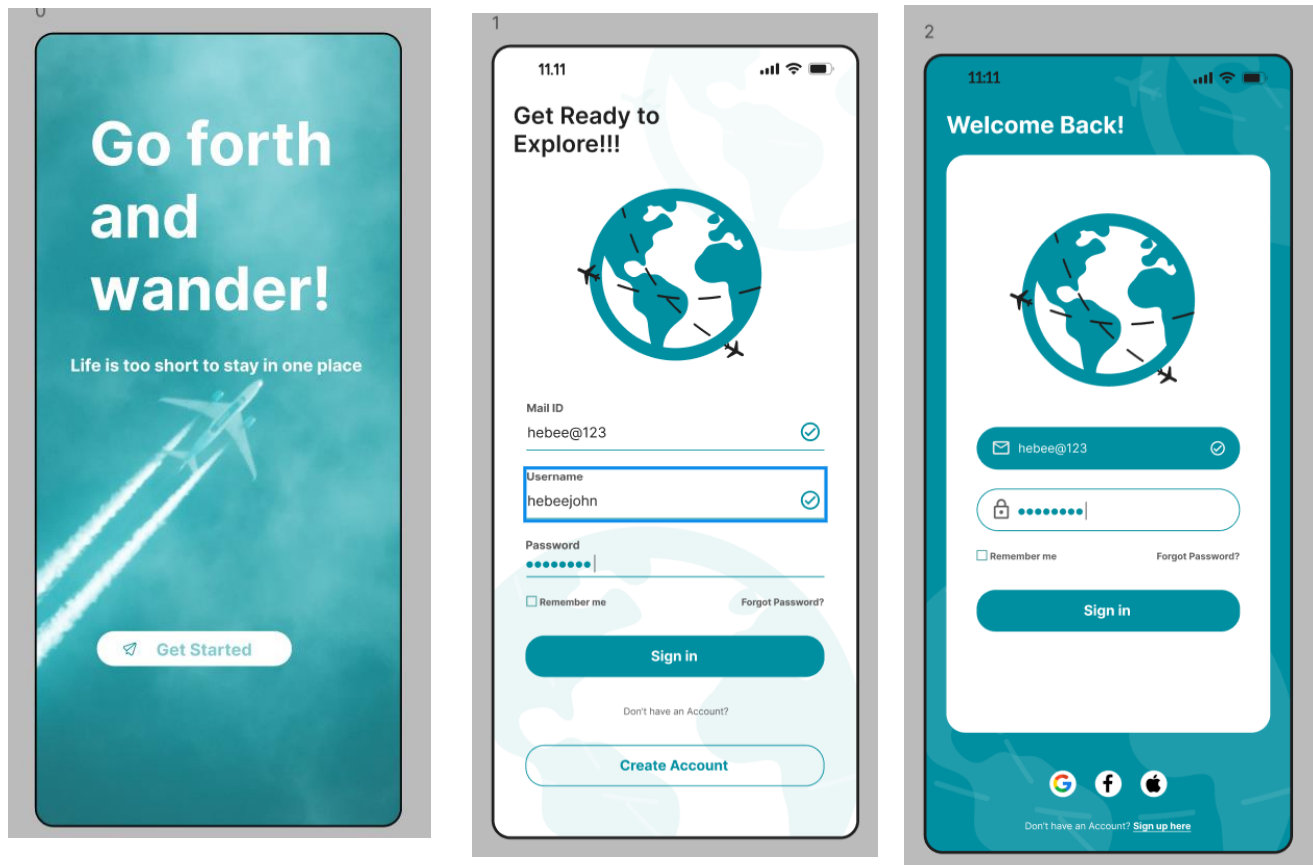 0
Go forth
and
wander!
Life is too short to stay in one place
Get Started
1
11.11
Get Ready to
Explore!!!
Mail ID
hebee@123
Username
hebeejohn
Password
Remember me
Forgot Password?
Sign in
Don't have an Account?
Create Account
2
11:11
Welcome Back!
hebee@123
Remember me
Forgot Password?
Sign in
G
f
Don't have an Account? Sign up here